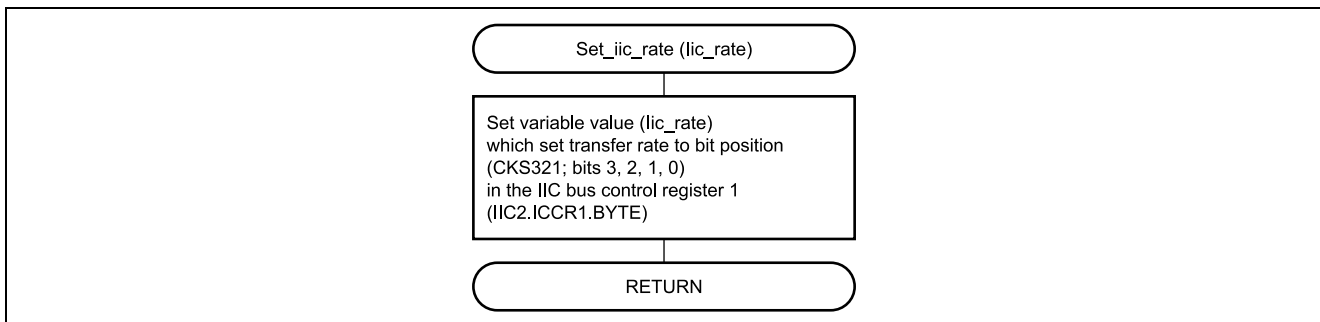 Set_iic_rate (Iic_rate)
Set variable value (Iic_rate)
which set transfer rate to bit position
(CKS321; bits 3, 2, 1, 0)
in the IIC bus control register 1
(IIC2.ICCR1.BYTE)
RETURN